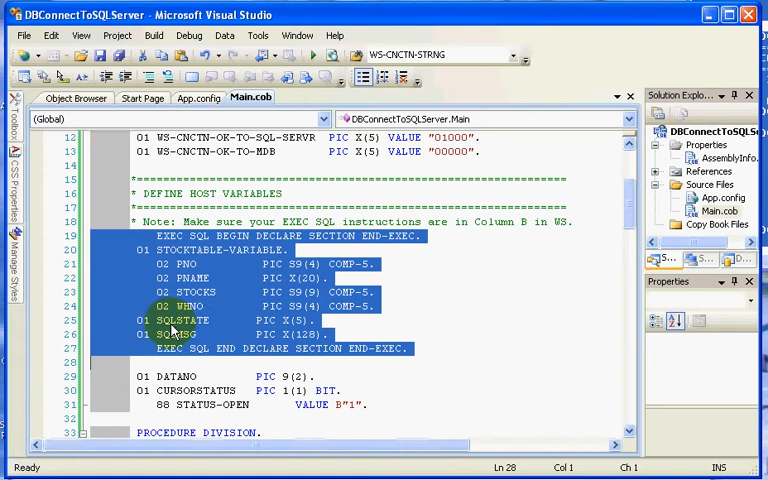 DBConnectToSQLServer - Microsoft Visual Studio
File Edit View Project Build Debug Data Tools Window Help
WS-CNCTN-STRNG
Object Browser Start Page App.config Main.cob
(Global) DBConnectToSQLServer.Main
12 01 WS-CNCTN-OK-TO-SQL-SERVR PIC X(5) VALUE "01000".
13 01 WS-CNCTN-OK-TO-MDB PIC X(5) VALUE "00000".
14
15 *=============================================================
16 * DEFINE HOST VARIABLES
17 *=============================================================
18 * Note: Make sure your EXEC SQL instructions are in Column B in WS.
19 EXEC SQL BEGIN DECLARE SECTION END-EXEC.
20 01 STOCKTABLE-VARIABLE.
21 02 PNO PIC S9(4) COMP-5.
22 02 PNAME PIC X(20).
23 02 STOCKS PIC S9(9) COMP-5.
24 02 WHNO PIC S9(4) COMP-5.
25 01 SQLSTATE PIC X(5).
26 01 SQLMSG PIC X(128).
27 EXEC SQL END DECLARE SECTION END-EXEC.
28
29 01 DATANO PIC 9(2).
30 01 CURSORSTATUS PIC 1(1) BIT.
31 88 STATUS-OPEN VALUE B"1".
32
33 PROCEDURE DIVISION.
Toolbox
CSS Properties
Manage Styles
Solution Explo...
DBConnectToSQLS
Properties
AssemblyInfo.
References
Source Files
App.config
Main.cob
Copy Book Files
S... S... D...
Properties
Ready Ln 28 Col 1 Ch 1 INS